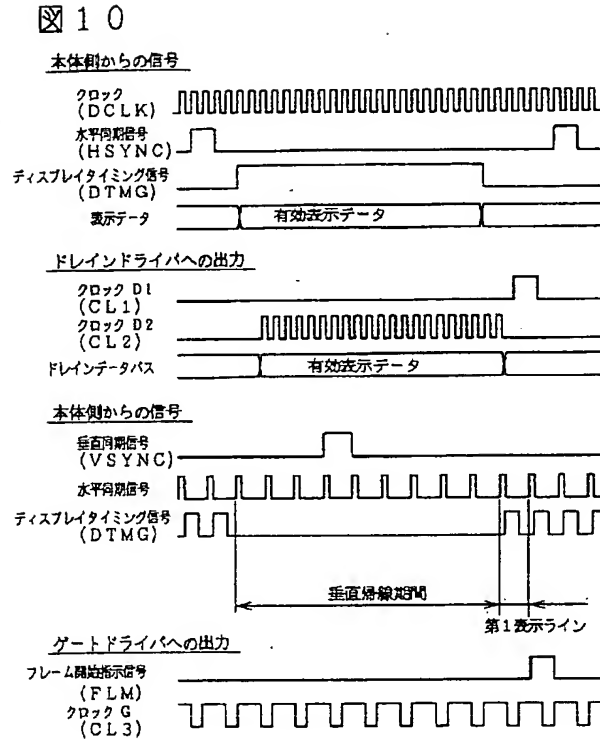 図10
本体側からの信号
クロック
(DCLK)
水平同期信号
(HSYNC)
ディスプレイタイミング信号
(DTMG)
表示データ
有効表示データ
ドレインドライバへの出力
クロック D1
(CL1)
クロック D2
(CL2)
ドレインデータバス
有効表示データ
本体側からの信号
垂直同期信号
(VSYNC)
水平同期信号
ディスプレイタイミング信号
(DTMG)
垂直帰線期間
第1表示ライン
ゲートドライバへの出力
フレーム開始指示信号
(FLM)
クロック G
(CL3)